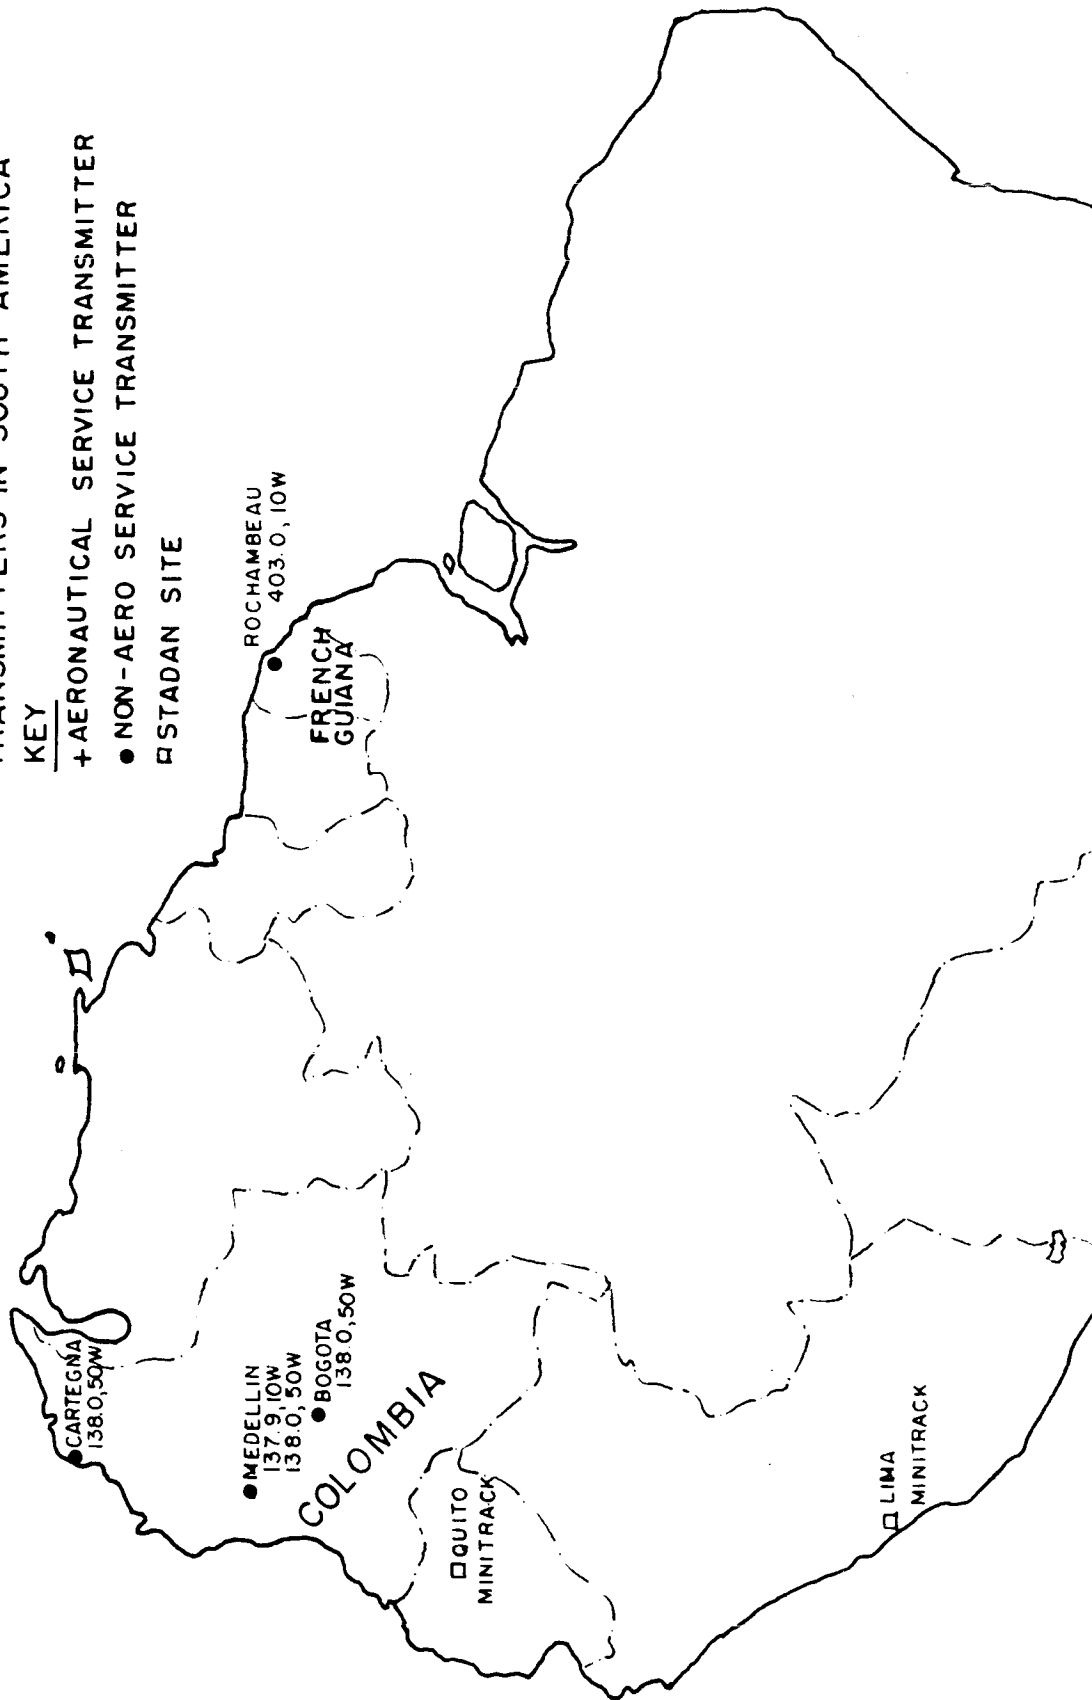 TRANSMITTERS IN SOUTH AMERICA
KEY
+AERONAUTICAL SERVICE TRANSMITTER
●NON-AERO SERVICE TRANSMITTER
□STADAN SITE
ROCHAMBEAU
403.0, 10W
FRENCH
GUIANA
CARTEGNA
138.0, 50W
MEDELLIN
137.9, 10W
138.0, 50W
BOGOTA
138.0, 50W
COLOMBIA
QUITO
MINITRACK
LIMA
MINITRACK